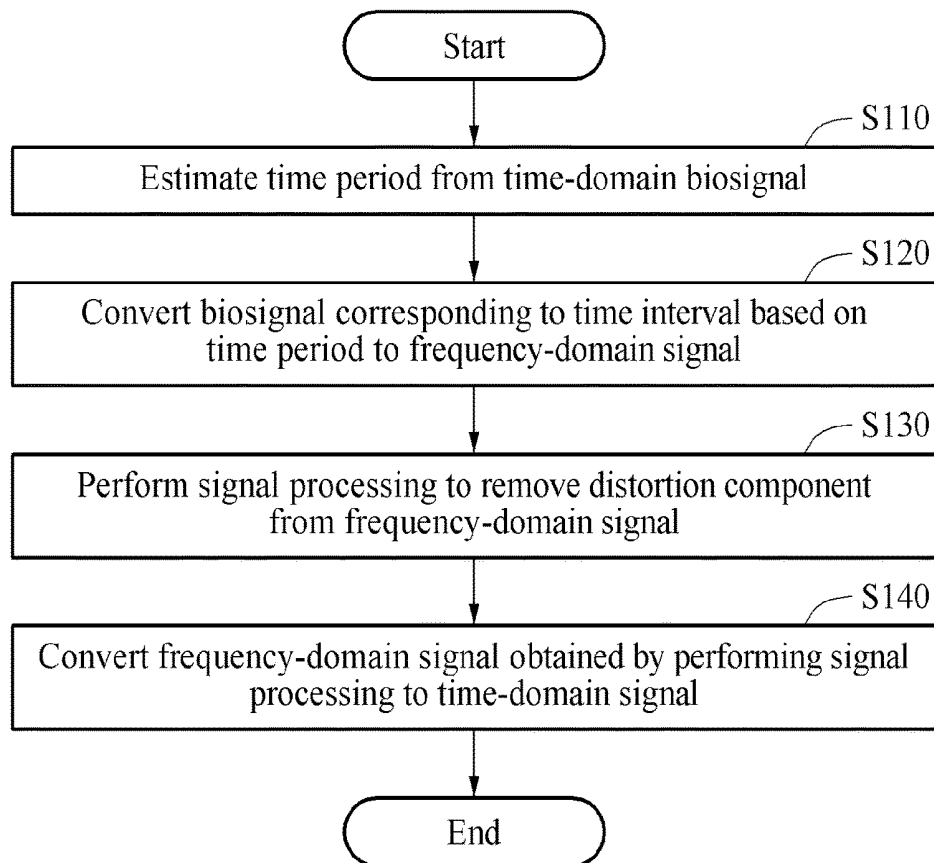 Start
S110
Estimate time period from time-domain biosignal
S120
Convert biosignal corresponding to time interval based on
time period to frequency-domain signal
S130
Perform signal processing to remove distortion component
from frequency-domain signal
S140
Convert frequency-domain signal obtained by performing signal
processing to time-domain signal
End